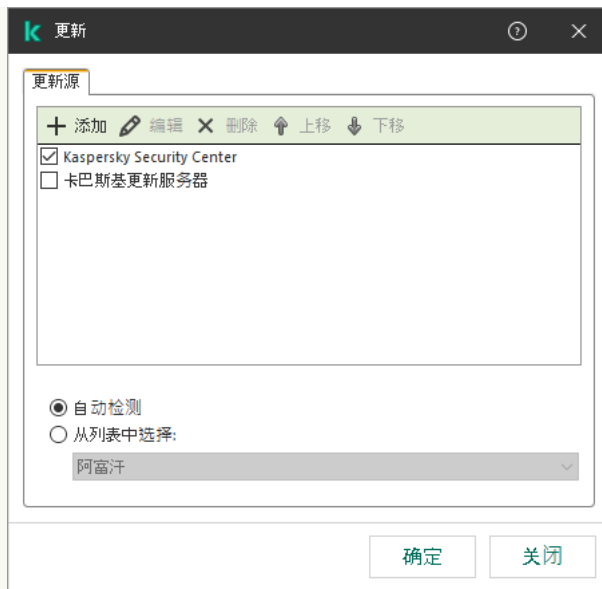 更新
更新源
添加 编辑 删除 上移 下移
Kaspersky Security Center
卡巴斯基更新服务器
自动检测
从列表中选择:
阿富汗
确定 关闭